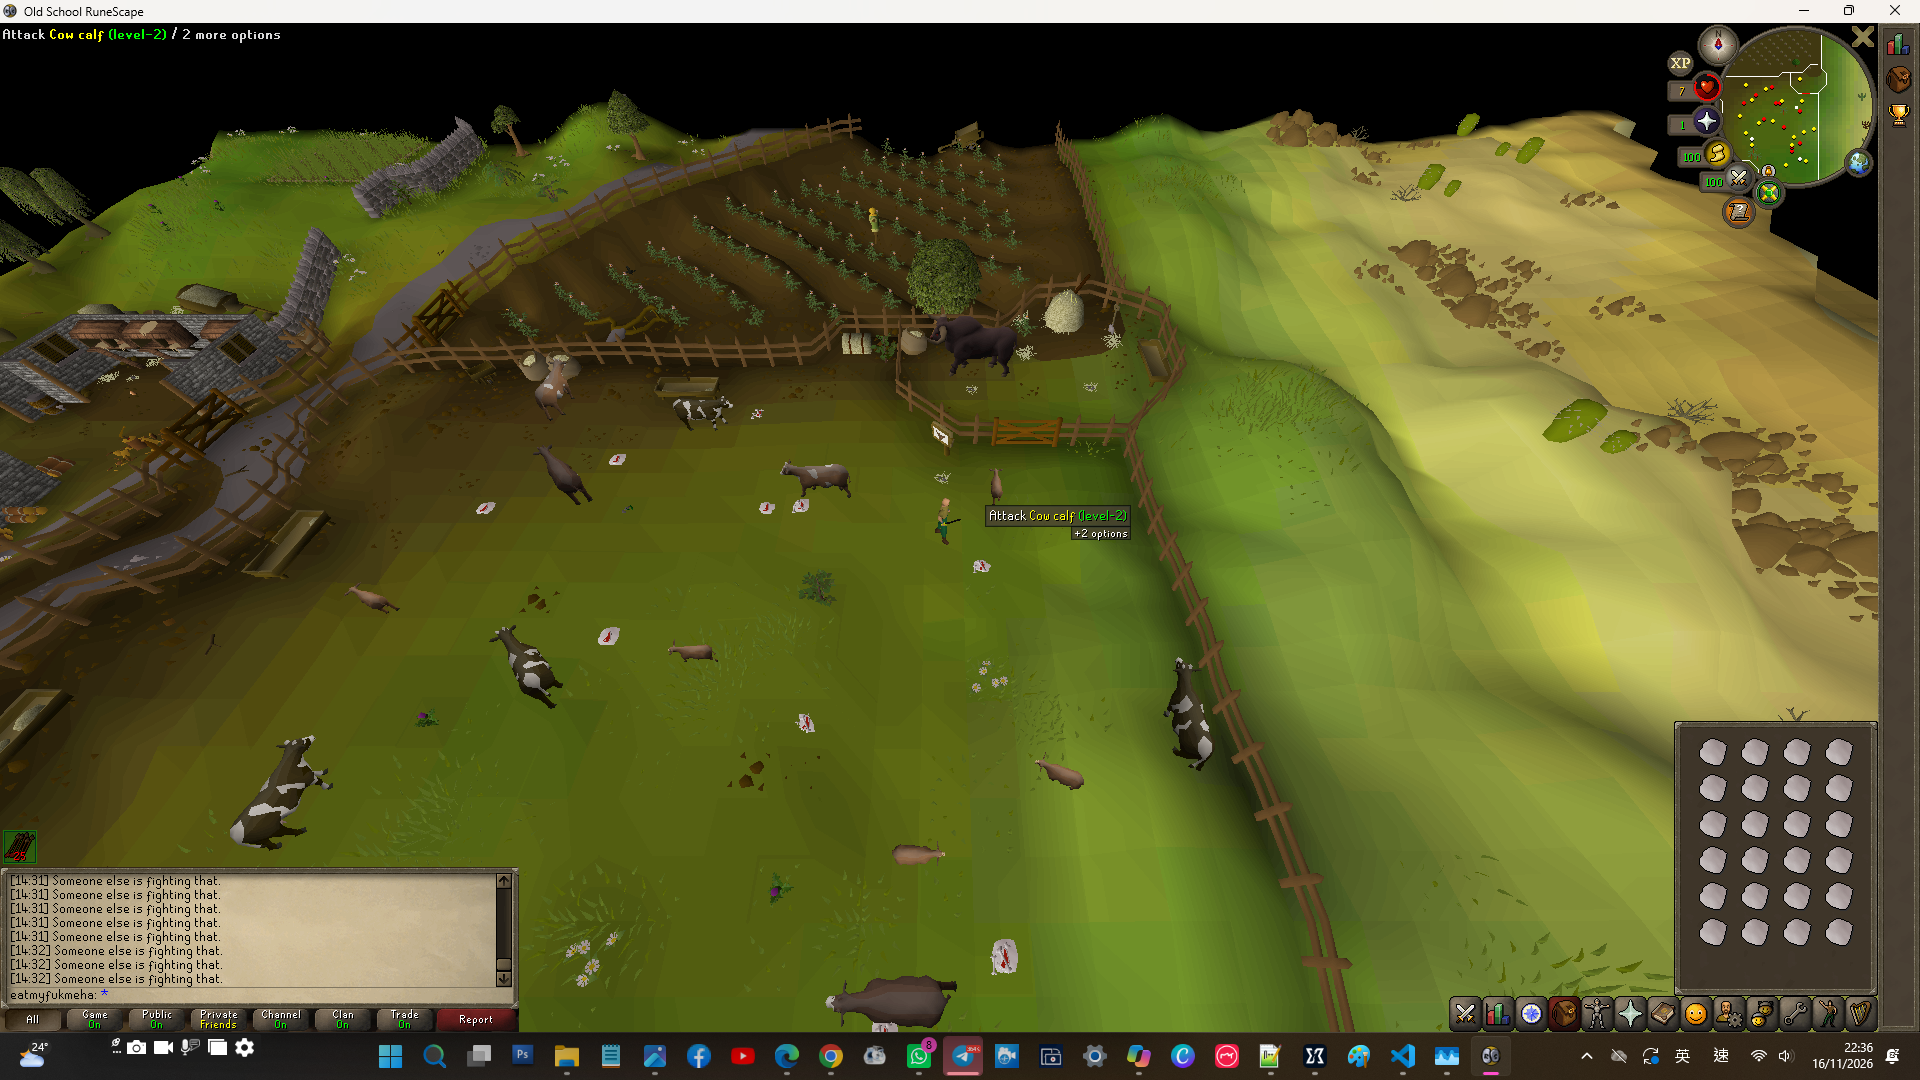 Old School RuneScape
Attack Cow calf (level-2) / 2 more options
N
XP
7
1
100
100
Attack Cow calf (level-2)
+2 options
25
[14:31] Someone else is fighting that.
[14:31] Someone else is fighting that.
[14:31] Someone else is fighting that.
[14:31] Someone else is fighting that.
[14:31] Someone else is fighting that.
[14:32] Someone else is fighting that.
[14:32] Someone else is fighting that.
[14:32] Someone else is fighting that.
eatmyfukmeha: *
All
Game On
Public On
Private Friends
Channel On
Clan On
Trade On
Report
24°
Ps
8
英
速
22:36
16/11/2026